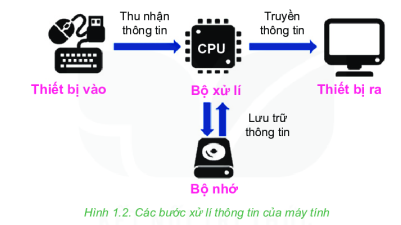 Thu nhận
thông tin
Truyền
thông tin
CPU
Thiết bị vào
Bộ xử lí
Thiết bị ra
Lưu trữ
thông tin
Bộ nhớ
Hình 1.2. Các bước xử lí thông tin của máy tính